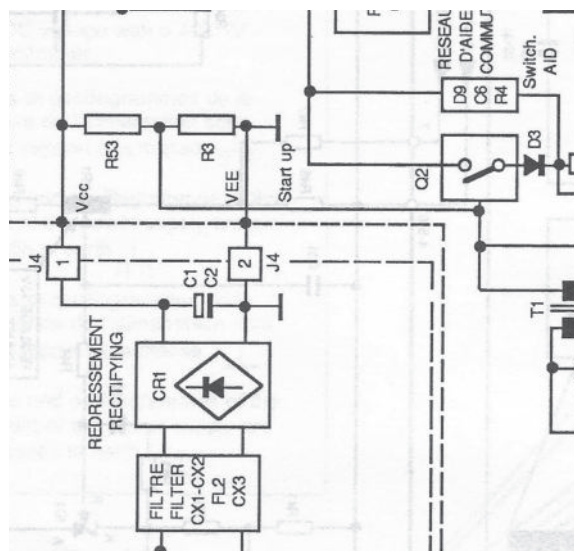 RESEAU
D'AIDE
COMMU
D9
C6
R4
Switch.
AID
R53
R3
Vcc
VEE
Start up
Q2
D3
J4
1
2
J4
C1
C2
T1
REDRESSEMENT
RECTIFYING
CR1
FILTRE
FILTER
CX1-CX2
FL2
CX3